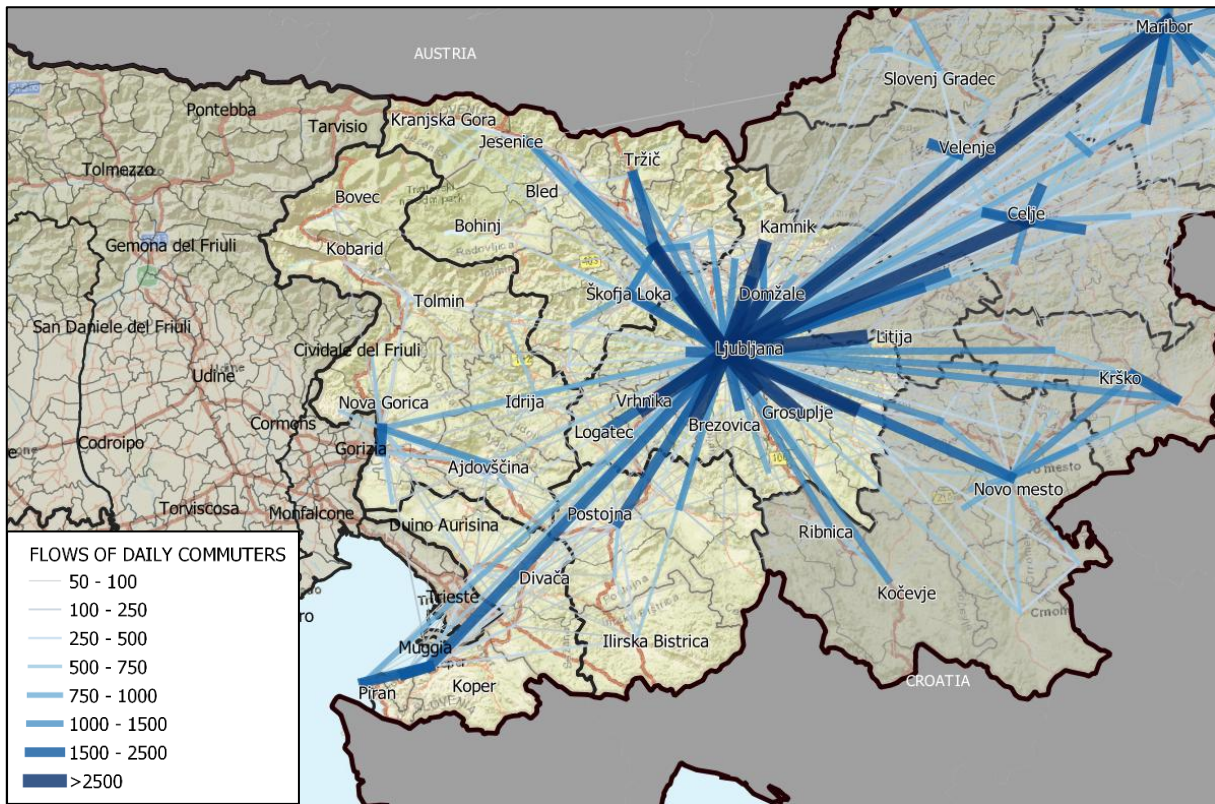 Maribor
AUSTRIA
Slovenj Gradec
Pontebba
Kranjska Gora
Tarvisio
Jesenice
Velenje
Tržič
Tolmezzo
Bled
Bovec
Celje
Bohinj
Kamnik
Gemona del Friuli
Kobarid
Škofja Loka
Domžale
Tolmin
San Daniele del Friuli
Litija
Ljubljana
Cividale del Friuli
Udine
Krško
Nova Gorica
Idrija
Vrhnika
Grosuplje
Cormons
Brezovica
Logatec
Codroipo
Gorizia
Ajdovščina
Novo mesto
Torviscosa
Monfalcone
Postojna
Duino Aurisina
Ribnica
FLOWS OF DAILY COMMUTERS
50 - 100
100 - 250
250 - 500
500 - 750
750 - 1000
1000 - 1500
1500 - 2500
>2500
Divača
Trieste
Kočevje
Muggia
Ilirska Bistrica
CROATIA
Piran
Koper
SLOVENIA